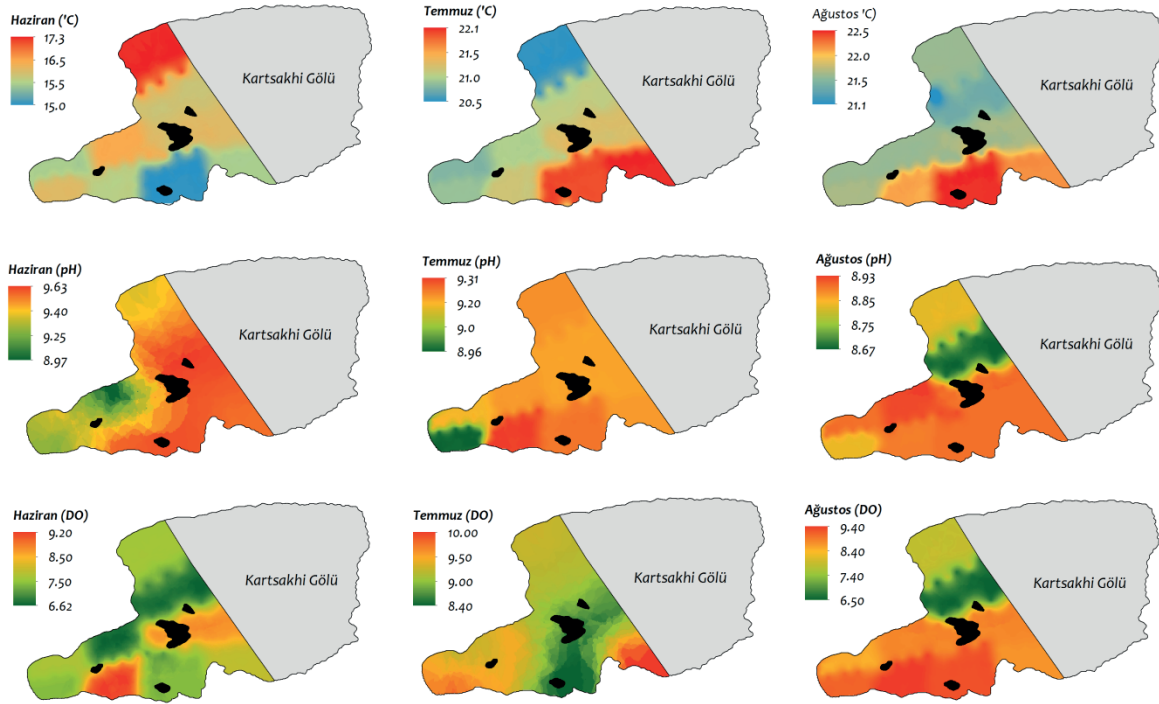 Haziran ('C)
17.3
16.5
15.5
15.0
Kartsakhi Gölü
Temmuz ('C)
22.1
21.5
21.0
20.5
Kartsakhi Gölü
Ağustos 'C)
22.5
22.0
21.5
21.1
Kartsakhi Gölü
Haziran (pH)
9.63
9.40
9.25
8.97
Kartsakhi Gölü
Temmuz (pH)
9.31
9.20
9.0
8.96
Kartsakhi Gölü
Ağustos (pH)
8.93
8.85
8.75
8.67
Kartsakhi Gölü
Haziran (DO)
9.20
8.50
7.50
6.62
Kartsakhi Gölü
Temmuz (DO)
10.00
9.50
9.00
8.40
Kartsakhi Gölü
Ağustos (DO)
9.40
8.40
7.40
6.50
Kartsakhi Gölü